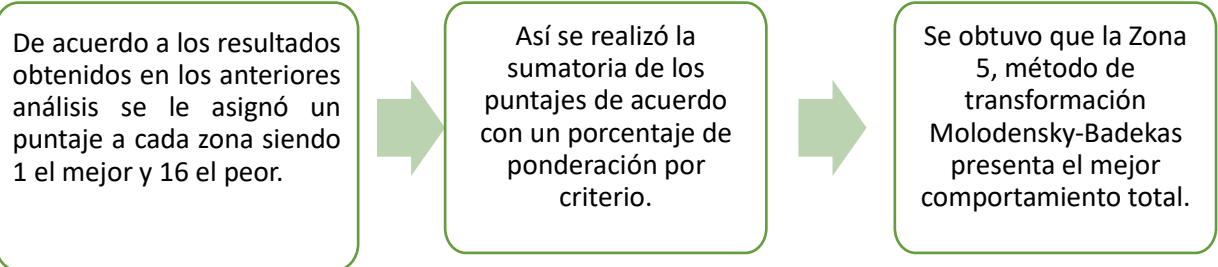 De acuerdo a los resultados
obtenidos en los anteriores
análisis se le asignó un
puntaje a cada zona siendo
1 el mejor y 16 el peor.
Así se realizó la
sumatoria de los
puntajes de acuerdo
con un porcentaje de
ponderación por
criterio.
Se obtuvo que la Zona
5, método de
transformación
Molodensky-Badekas
presenta el mejor
comportamiento total.